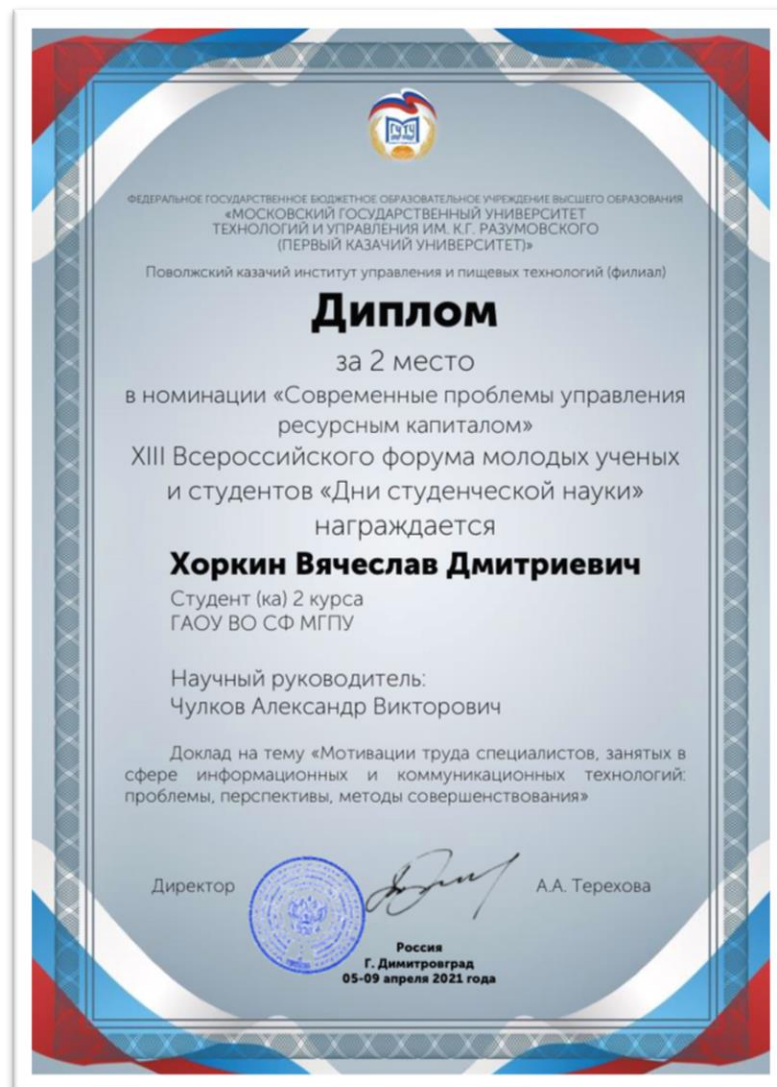 ФЕДЕРАЛЬНОЕ ГОСУДАРСТВЕННОЕ БЮДЖЕТНОЕ ОБРАЗОВАТЕЛЬНОЕ УЧРЕЖДЕНИЕ ВЫСШЕГО ОБРАЗОВАНИЯ
«МОСКОВСКИЙ ГОСУДАРСТВЕННЫЙ УНИВЕРСИТЕТ
ТЕХНОЛОГИЙ И УПРАВЛЕНИЯ ИМ. К.Г. РАЗУМОВСКОГО
(ПЕРВЫЙ КАЗАЧИЙ УНИВЕРСИТЕТ)»
Поволжский казачий институт управления и пищевых технологий (филиал)
Диплом
за 2 место
в номинации «Современные проблемы управления
ресурсным капиталом»
XIII Всероссийского форума молодых ученых
и студентов «Дни студенческой науки»
награждается
Хоркин Вячеслав Дмитриевич
Студент (ка) 2 курса
ГАОУ ВО СФ МГПУ
Научный руководитель:
Чулков Александр Викторович
Доклад на тему «Мотивации труда специалистов, занятых в
сфере информационных и коммуникационных технологий:
проблемы, перспективы, методы совершенствования»
Директор
А.А. Терехова
Россия
Г. Димитровград
05-09 апреля 2021 года